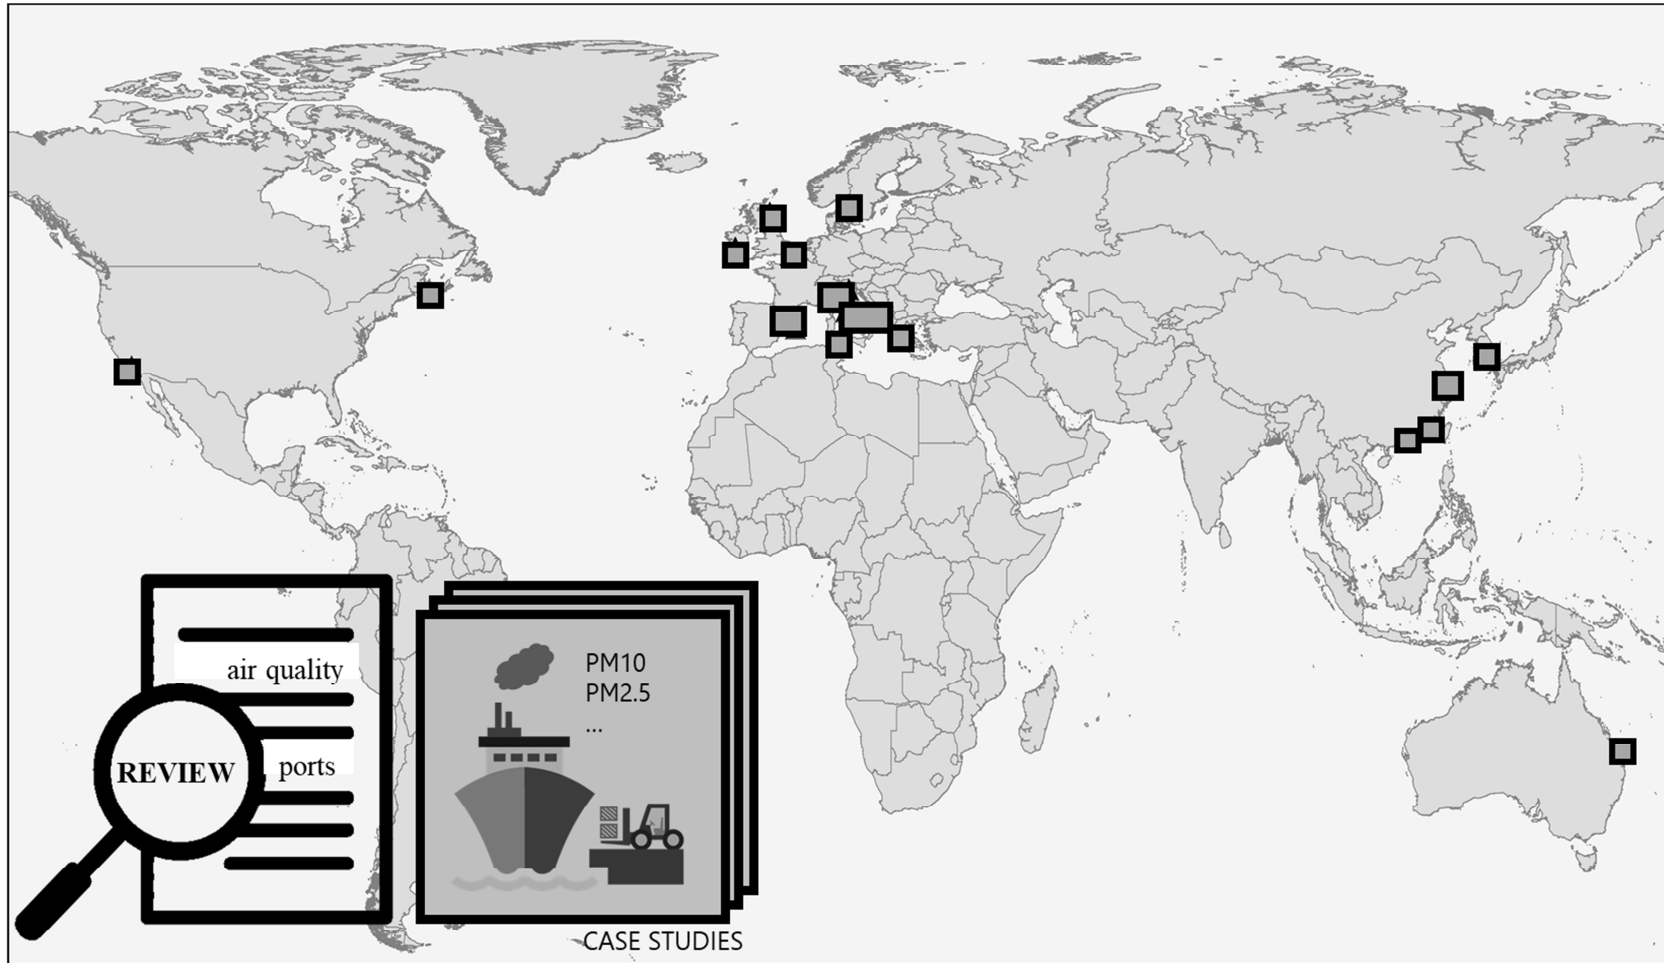 air quality
REVIEW
ports
PM10
PM2.5
...
CASE STUDIES